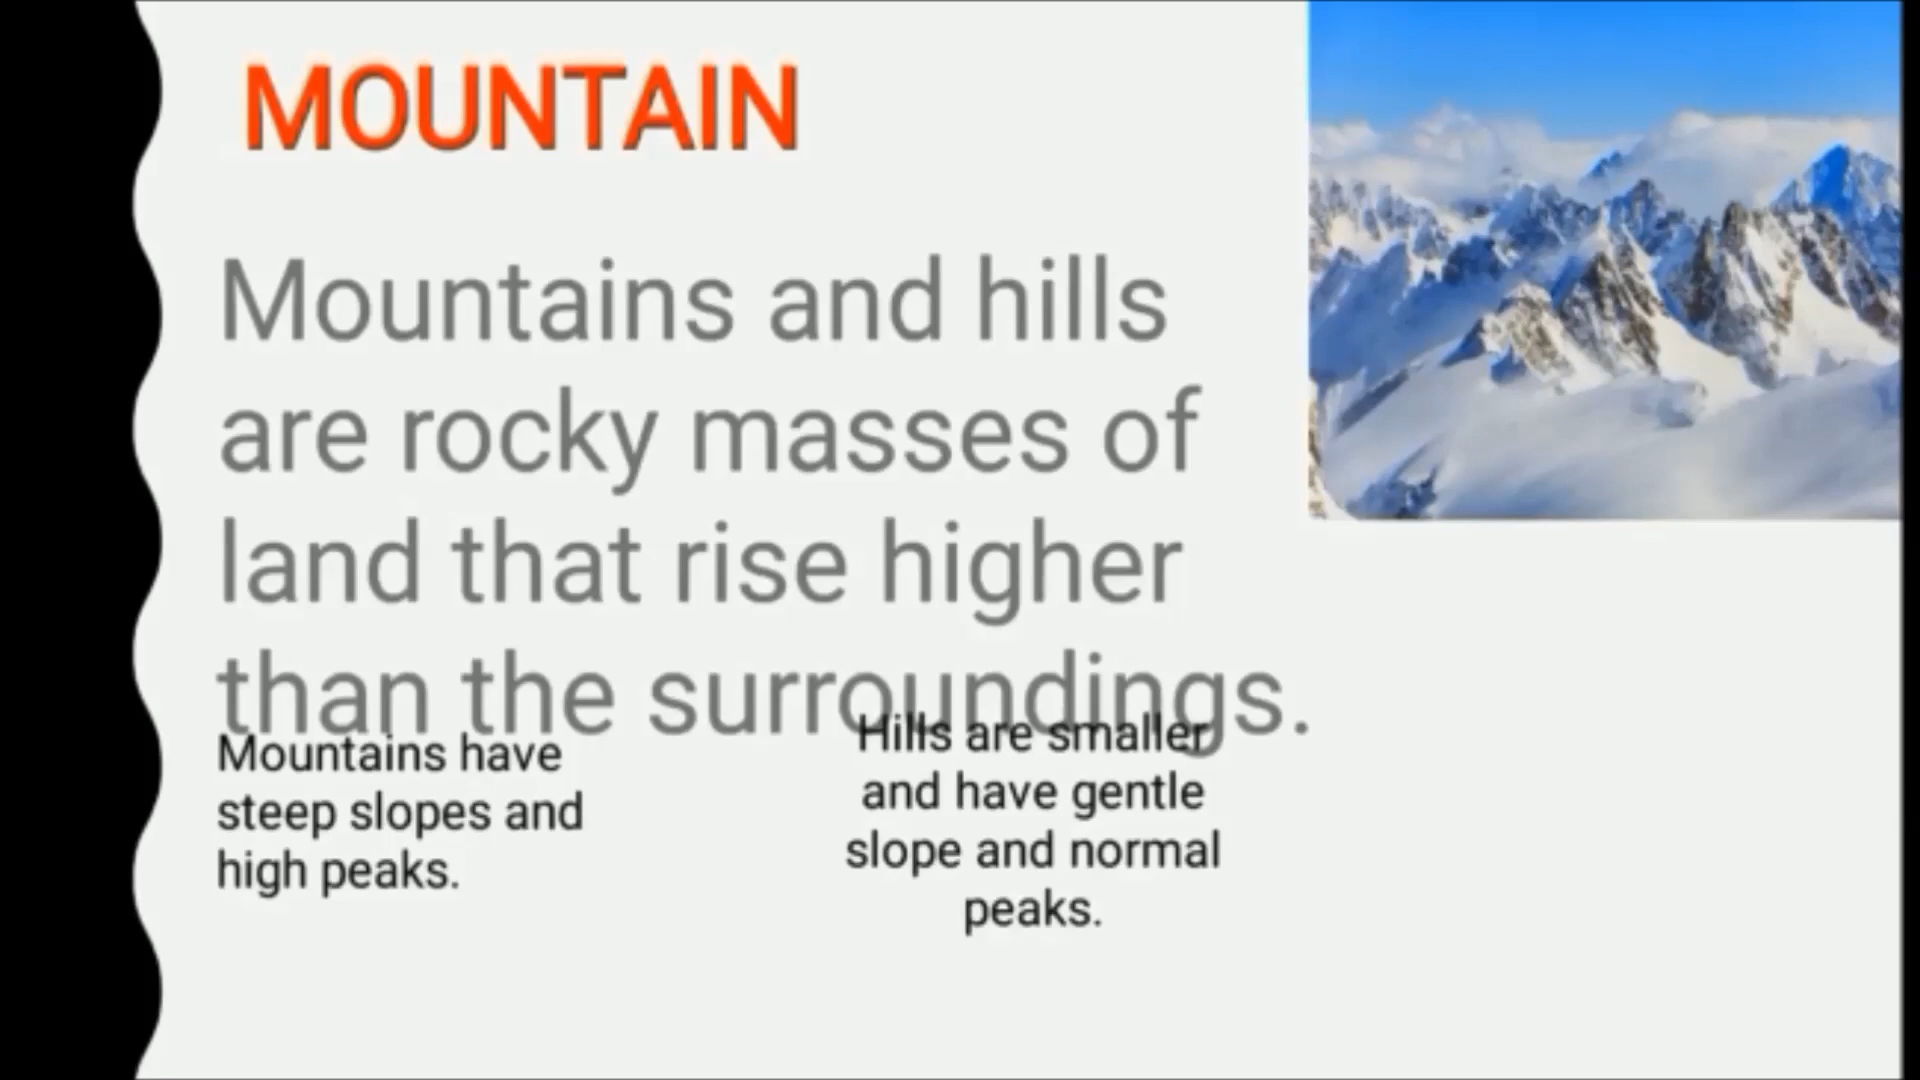 MOUNTAIN
Mountains and hills
are rocky masses of
land that rise higher
than the surroundings.
Mountains have
steep slopes and
high peaks.
Hills are smaller
and have gentle
slope and normal
peaks.